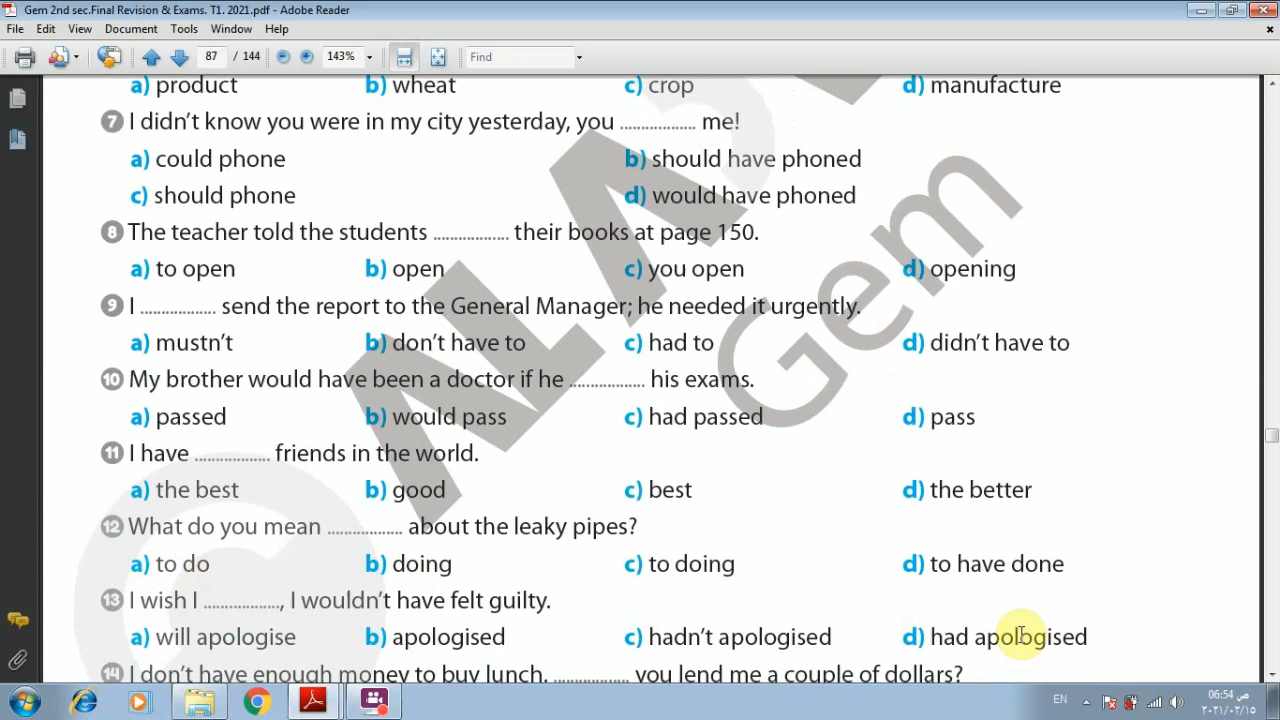 Gem 2nd sec.Final Revision & Exams. T1. 2021.pdf - Adobe Reader
File Edit View Document Tools Window Help
87 / 144 143% Find
a) product b) wheat c) crop d) manufacture
7 I didn't know you were in my city yesterday, you ................. me!
a) could phone b) should have phoned
c) should phone d) would have phoned
8 The teacher told the students ................. their books at page 150.
a) to open b) open c) you open d) opening
9 I ................. send the report to the General Manager; he needed it urgently.
a) mustn't b) don't have to c) had to d) didn't have to
10 My brother would have been a doctor if he ................. his exams.
a) passed b) would pass c) had passed d) pass
11 I have ................. friends in the world.
a) the best b) good c) best d) the better
12 What do you mean ................. about the leaky pipes?
a) to do b) doing c) to doing d) to have done
13 I wish I ................., I wouldn't have felt guilty.
a) will apologise b) apologised c) hadn't apologised d) had apologised
14 I don't have enough money to buy lunch. ................. you lend me a couple of dollars?
Gem
EN
06:54 ص
٢٠٢١/٠٢/١٥